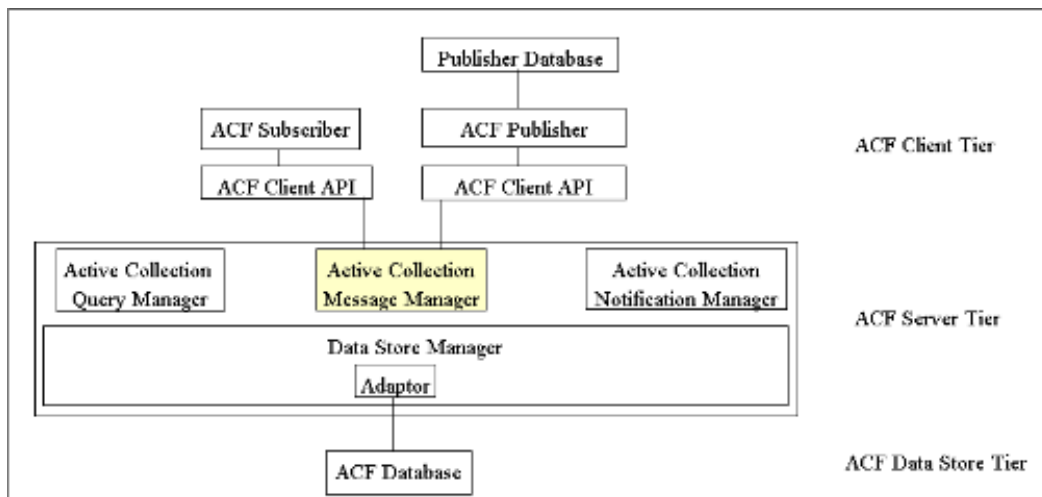 Publisher Database
ACF Subscriber
ACF Publisher
ACF Client Tier
ACF Client API
ACF Client API
Active Collection
Query Manager
Active Collection
Message Manager
Active Collection
Notification Manager
ACF Server Tier
Data Store Manager
Adaptor
ACF Database
ACF Data Store Tier